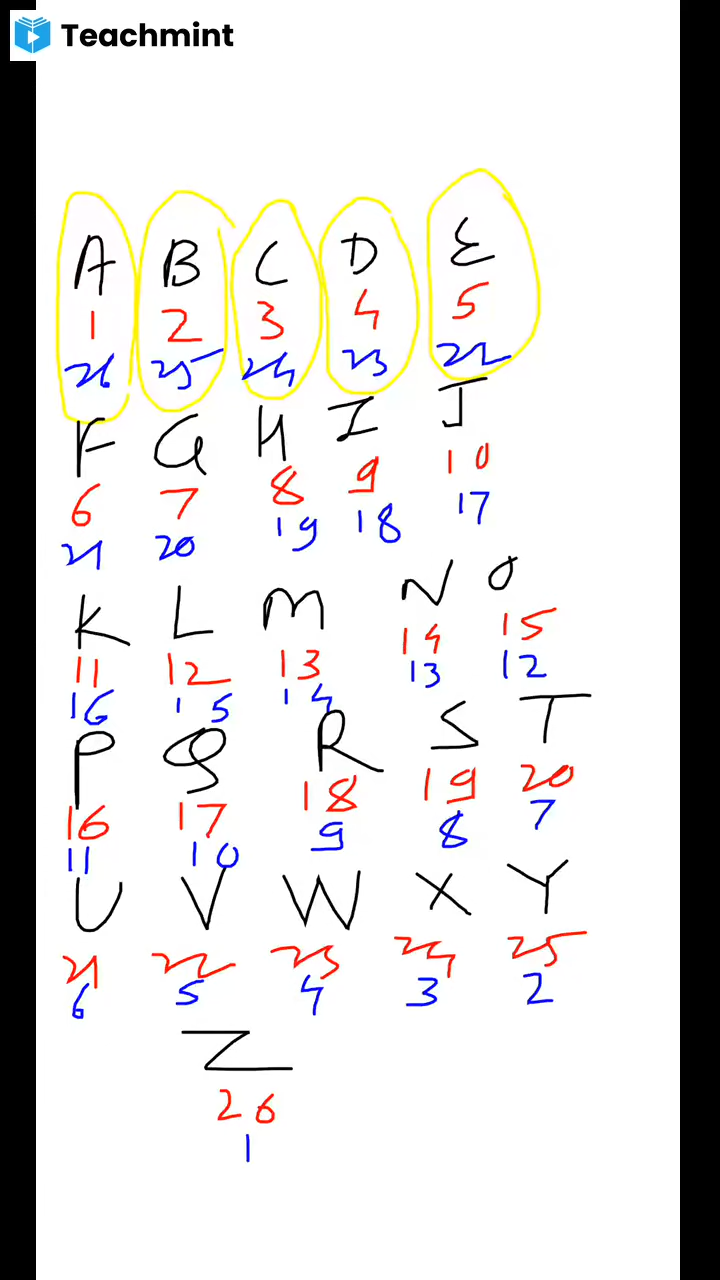 Teachmint
A B C D E
1 2 3 4 5
26 25 24 23 22
F G H I J
6 7 8 9 10
21 20 19 18 17
K L M N O
11 12 13 14 15
16 15 14 13 12
P Q R S T
16 17 18 19 20
11 10 9 8 7
U V W X Y
21 22 23 24 25
6 5 4 3 2
Z
26
1